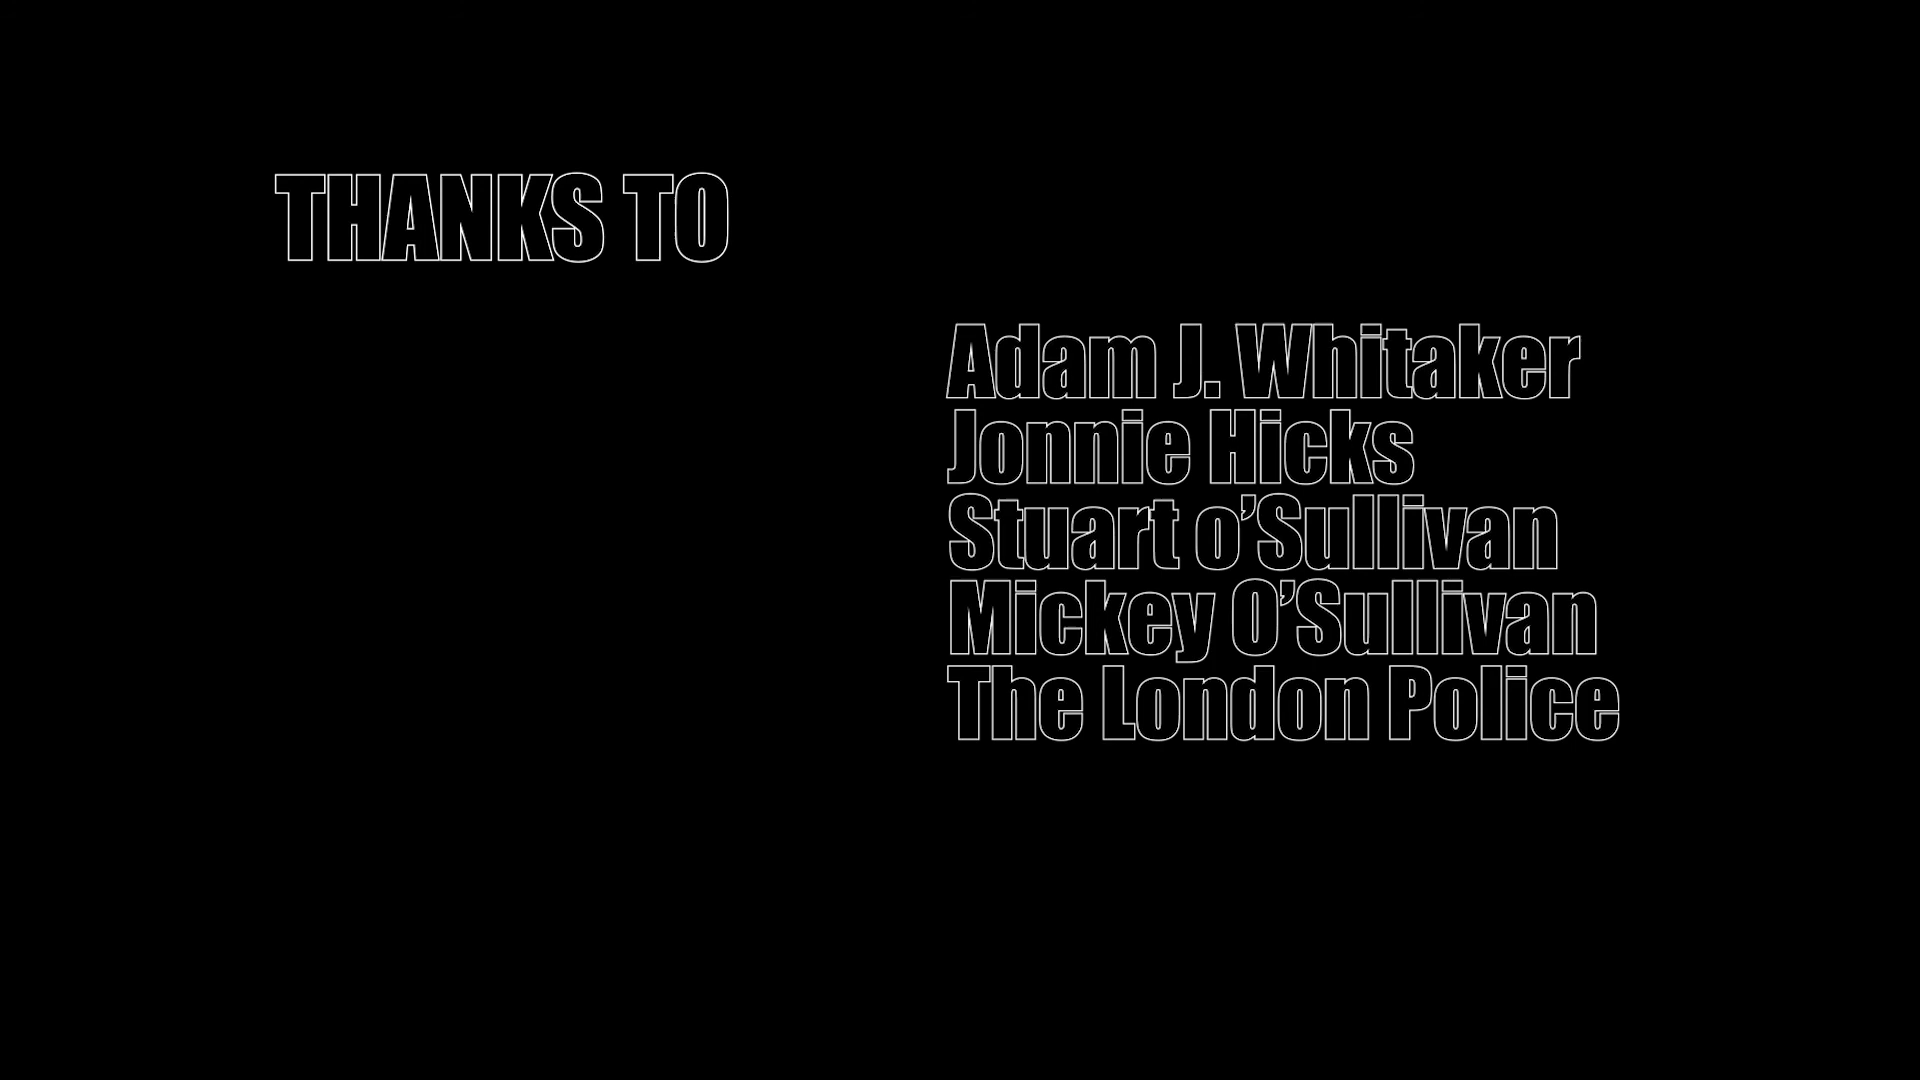 THANKS TO
Adam J. Whitaker
Jonnie Hicks
Stuart o’Sullivan
Mickey O’Sullivan
The London Police